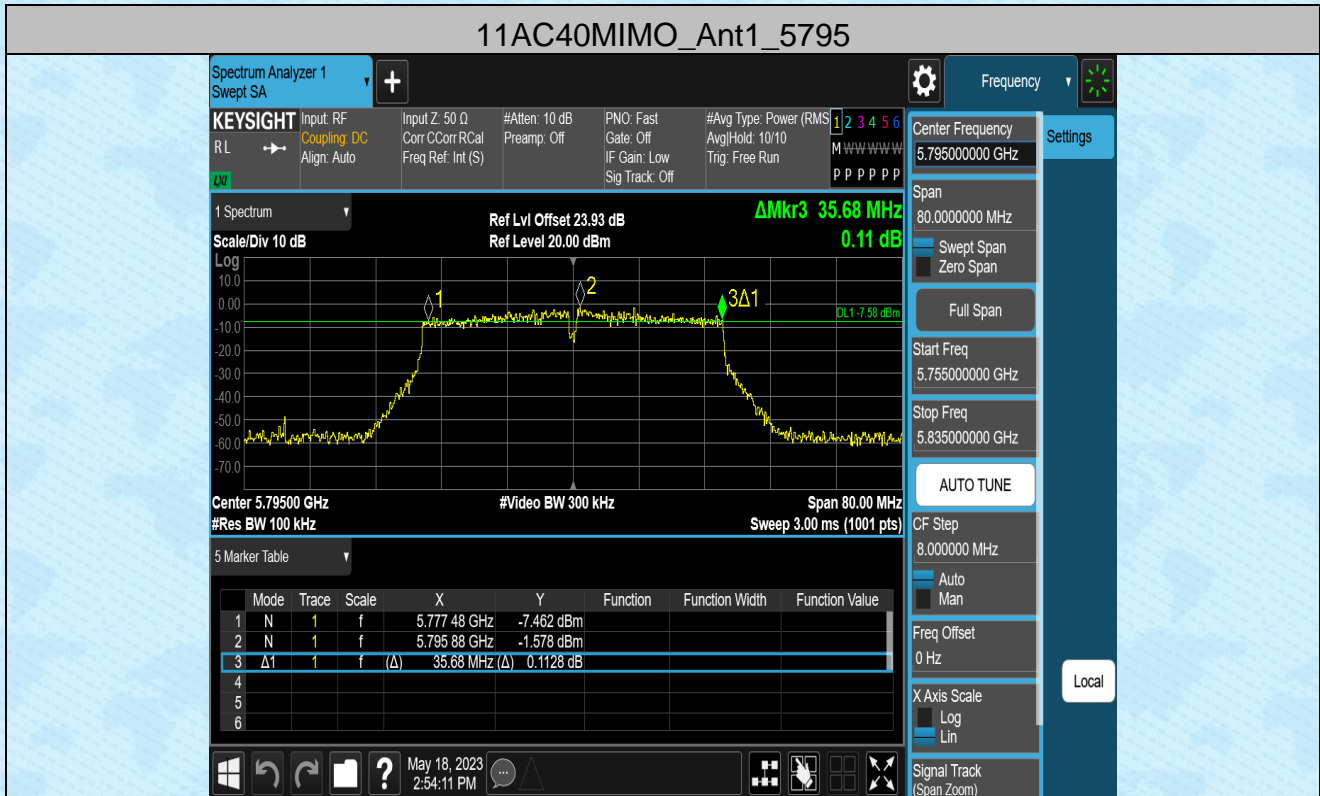 11AC40MIMO_Ant1_5795
Spectrum Analyzer 1
Swept SA
+
Frequency
KEYSIGHT
RL
LXI
Input: RF
Coupling: DC
Align: Auto
Input Z: 50 Ω
Corr CCorr RCal
Freq Ref: Int (S)
#Atten: 10 dB
Preamp: Off
PNO: Fast
Gate: Off
IF Gain: Low
Sig Track: Off
#Avg Type: Power (RMS
Avg|Hold: 10/10
Trig: Free Run
1 2 3 4 5 6
M W W W W W
P P P P P P
1 Spectrum
Scale/Div 10 dB
Ref Lvl Offset 23.93 dB
Ref Level 20.00 dBm
ΔMkr3 35.68 MHz
0.11 dB
Log
10.0
0.00
-10.0
-20.0
-30.0
-40.0
-50.0
-60.0
-70.0
1
2
3Δ1
DL1 -7.58 dBm
Center 5.79500 GHz
#Video BW 300 kHz
Span 80.00 MHz
#Res BW 100 kHz
Sweep 3.00 ms (1001 pts)
5 Marker Table
Mode Trace Scale X Y Function Function Width Function Value
1 N 1 f 5.777 48 GHz -7.462 dBm
2 N 1 f 5.795 88 GHz -1.578 dBm
3 Δ1 1 f (Δ) 35.68 MHz (Δ) 0.1128 dB
4
5
6
?
May 18, 2023
2:54:11 PM
Center Frequency
5.795000000 GHz
Settings
Span
80.0000000 MHz
Swept Span
Zero Span
Full Span
Start Freq
5.755000000 GHz
Stop Freq
5.835000000 GHz
AUTO TUNE
CF Step
8.000000 MHz
Auto
Man
Freq Offset
0 Hz
X Axis Scale
Log
Lin
Local
Signal Track
(Span Zoom)